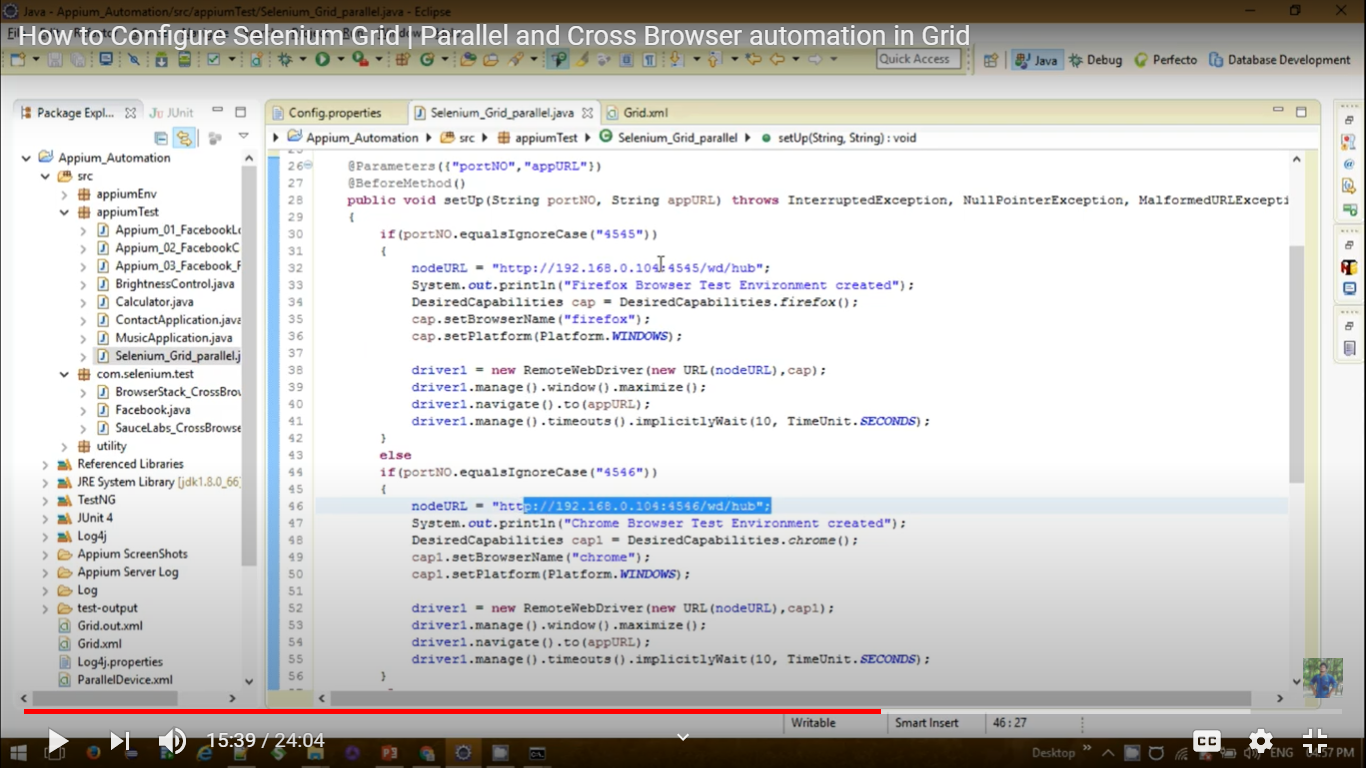 Java - Appium_Automation/src/appiumTest/Selenium_Grid_parallel.java - Eclipse
How to Configure Selenium Grid | Parallel and Cross Browser automation in Grid
Quick Access
Java
Debug
Perfecto
Database Development
Package Expl...
JUnit
Config.properties
Selenium_Grid_parallel.java
Grid.xml
Appium_Automation
src
appiumTest
Selenium_Grid_parallel
setUp(String, String) : void
Appium_Automation
src
appiumEnv
appiumTest
Appium_01_FacebookLo
Appium_02_FacebookC
Appium_03_Facebook_F
BrightnessControl.java
Calculator.java
ContactApplication.java
MusicApplication.java
Selenium_Grid_parallel.j
com.selenium.test
BrowserStack_CrossBrow
Facebook.java
SauceLabs_CrossBrowse
utility
Referenced Libraries
JRE System Library [jdk1.8.0_66]
TestNG
JUnit 4
Log4j
Appium ScreenShots
Appium Server Log
Log
test-output
Grid.out.xml
Grid.xml
Log4j.properties
ParallelDevice.xml
26 @Parameters({"portNO","appURL"})
27 @BeforeMethod()
28 public void setUp(String portNO, String appURL) throws InterruptedException, NullPointerException, MalformedURLExcepti
29 {
30 if(portNO.equalsIgnoreCase("4545"))
31 {
32 nodeURL = "http://192.168.0.104:4545/wd/hub";
33 System.out.println("Firefox Browser Test Environment created");
34 DesiredCapabilities cap = DesiredCapabilities.firefox();
35 cap.setBrowserName("firefox");
36 cap.setPlatform(Platform.WINDOWS);
37
38 driver1 = new RemoteWebDriver(new URL(nodeURL),cap);
39 driver1.manage().window().maximize();
40 driver1.navigate().to(appURL);
41 driver1.manage().timeouts().implicitlyWait(10, TimeUnit.SECONDS);
42 }
43 else
44 if(portNO.equalsIgnoreCase("4546"))
45 {
46 nodeURL = "http://192.168.0.104:4546/wd/hub";
47 System.out.println("Chrome Browser Test Environment created");
48 DesiredCapabilities cap1 = DesiredCapabilities.chrome();
49 cap1.setBrowserName("chrome");
50 cap1.setPlatform(Platform.WINDOWS);
51
52 driver1 = new RemoteWebDriver(new URL(nodeURL),cap1);
53 driver1.manage().window().maximize();
54 driver1.navigate().to(appURL);
55 driver1.manage().timeouts().implicitlyWait(10, TimeUnit.SECONDS);
56 }
Writable
Smart Insert
46 : 27
15:39 / 24:04
CC
Desktop
ENG
04:57 PM